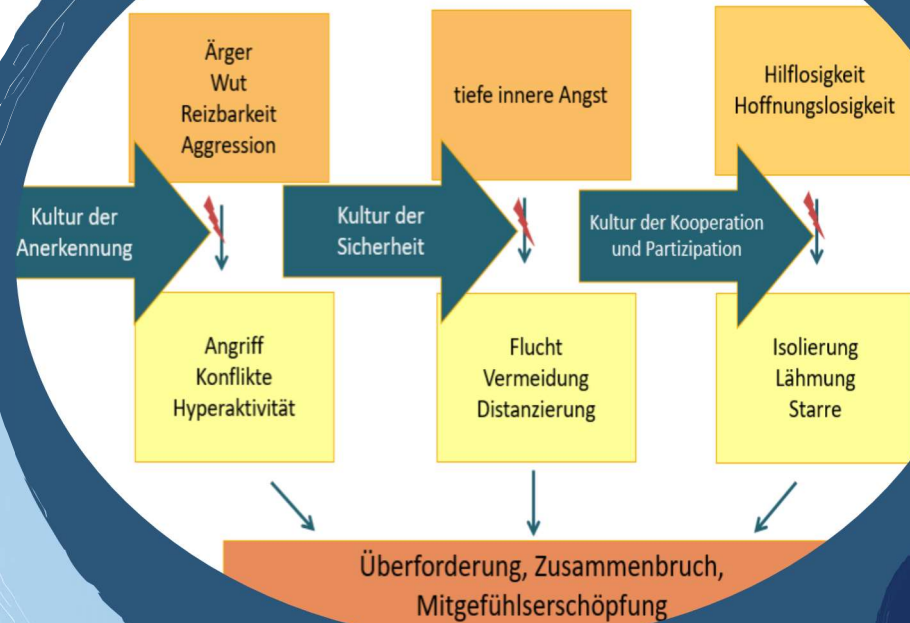 Ärger
Wut
Reizbarkeit
Aggression
tiefe innere Angst
Hilflosigkeit
Hoffnungslosigkeit
Kultur der
Anerkennung
Kultur der
Sicherheit
Kultur der Kooperation
und Partizipation
Angriff
Konflikte
Hyperaktivität
Flucht
Vermeidung
Distanzierung
Isolierung
Lähmung
Starre
Überforderung, Zusammenbruch,
Mitgefühlserschöpfung